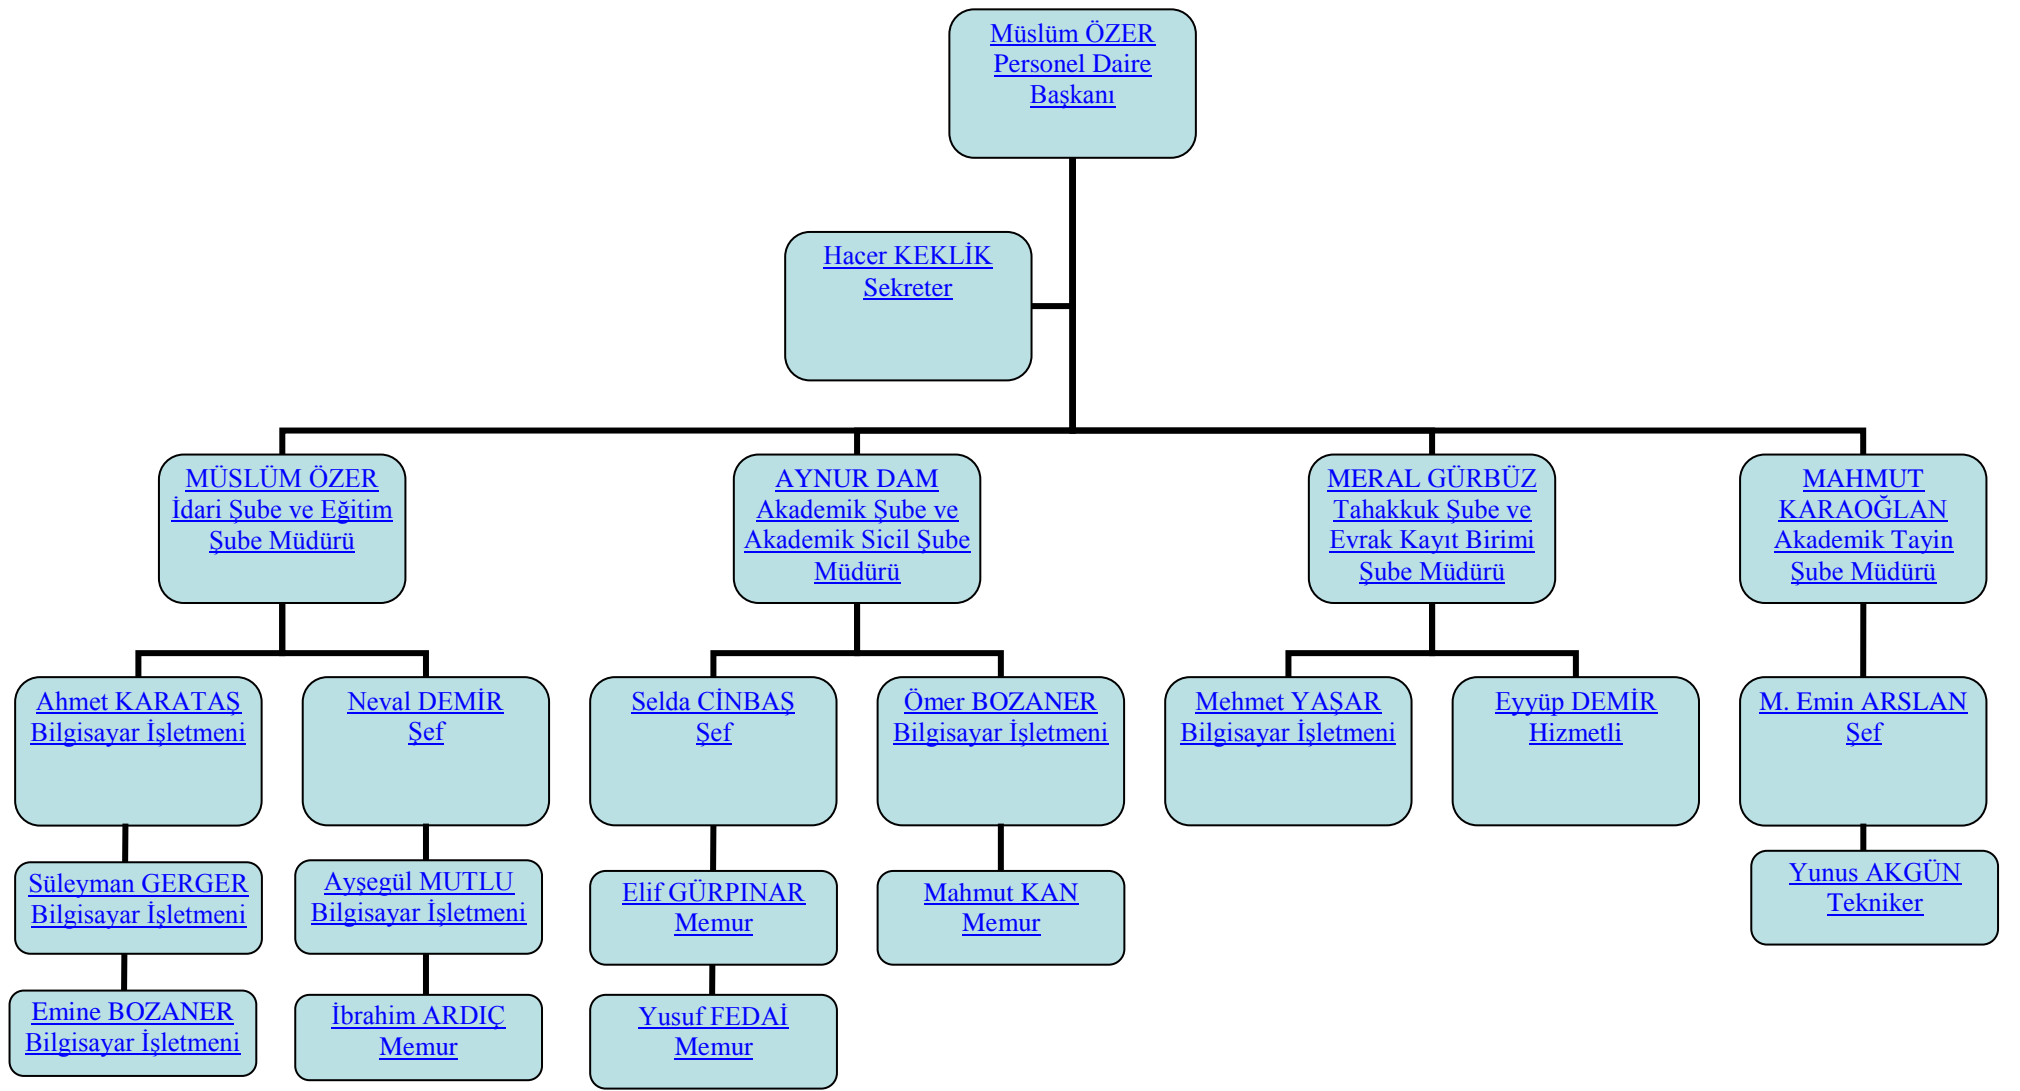 Müslüm ÖZER
Personel Daire
Başkanı
Hacer KEKLİK
Sekreter
MÜSLÜM ÖZER
İdari Şube ve Eğitim
Şube Müdürü
AYNUR DAM
Akademik Şube ve
Akademik Sicil Şube
Müdürü
MERAL GÜRBÜZ
Tahakkuk Şube ve
Evrak Kayıt Birimi
Şube Müdürü
MAHMUT
KARAOĞLAN
Akademik Tayin
Şube Müdürü
Ahmet KARATAŞ
Bilgisayar İşletmeni
Neval DEMİR
Şef
Selda CİNBAŞ
Şef
Ömer BOZANER
Bilgisayar İşletmeni
Mehmet YAŞAR
Bilgisayar İşletmeni
Eyyüp DEMİR
Hizmetli
M. Emin ARSLAN
Şef
Süleyman GERGER
Bilgisayar İşletmeni
Ayşegül MUTLU
Bilgisayar İşletmeni
Elif GÜRPINAR
Memur
Mahmut KAN
Memur
Yunus AKGÜN
Tekniker
Emine BOZANER
Bilgisayar İşletmeni
İbrahim ARDIÇ
Memur
Yusuf FEDAİ
Memur